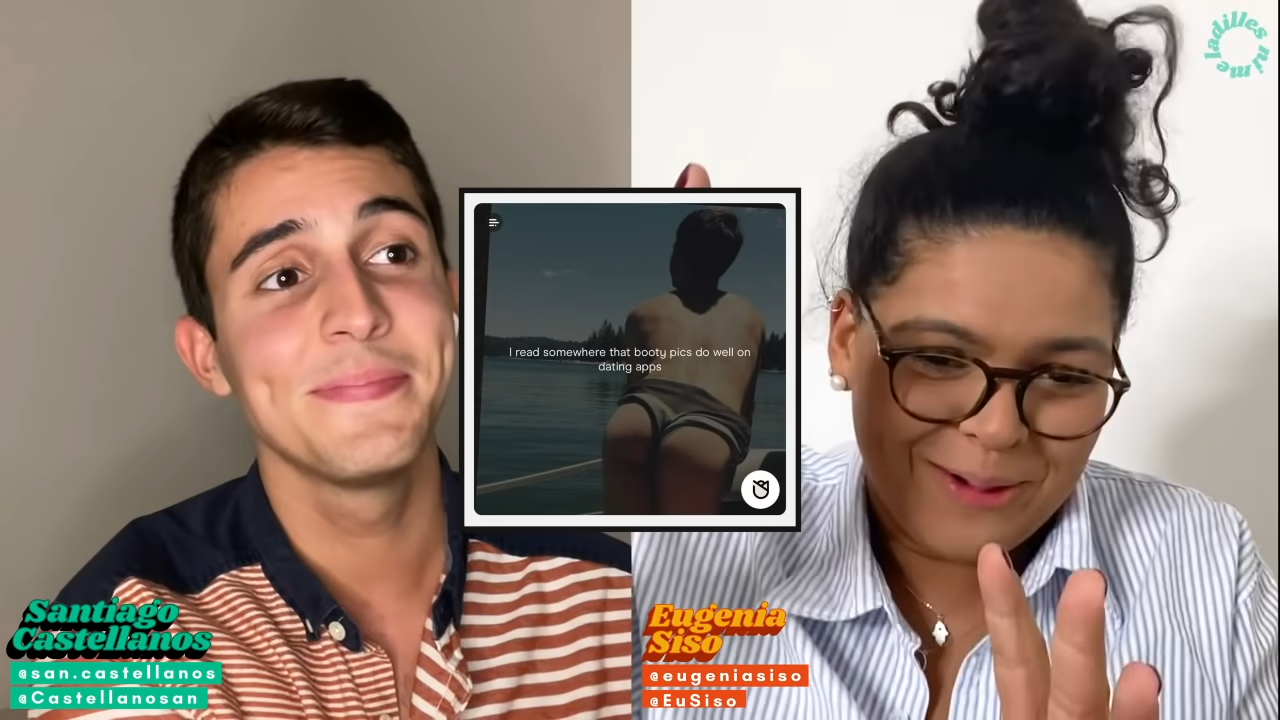 ni me ladilles
I read somewhere that booty pics do well on
dating apps
Santiago
Castellanos
@san.castellanos
@Castellanosan
Eugenia
Siso
@eugeniasiso
@EuSiso